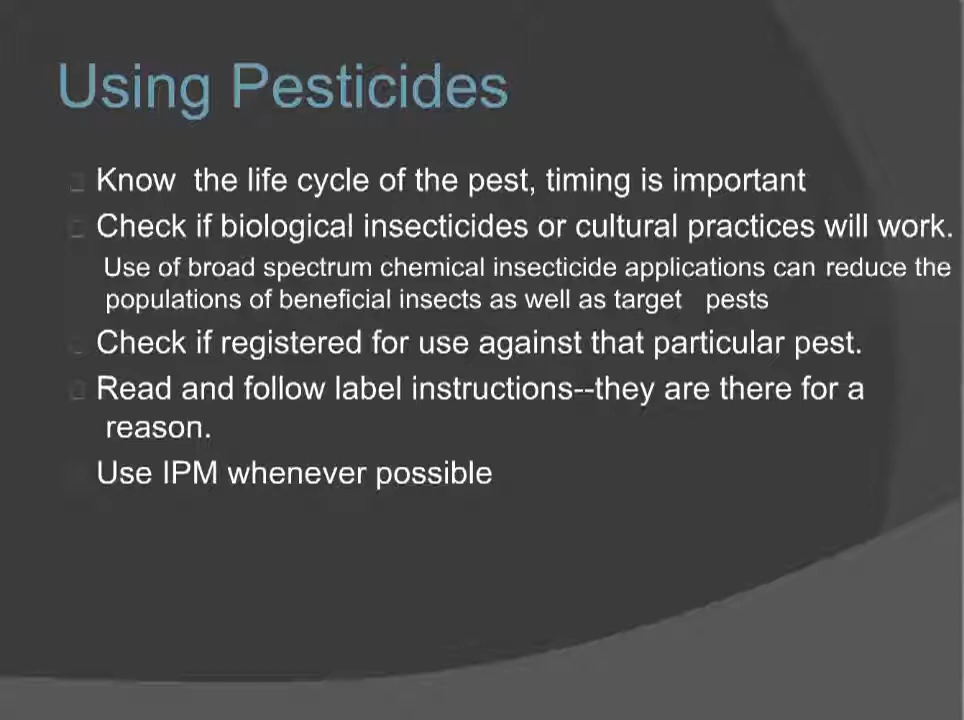 Using Pesticides
Know the life cycle of the pest, timing is important
Check if biological insecticides or cultural practices will work.
Use of broad spectrum chemical insecticide applications can reduce the
populations of beneficial insects as well as target pests
Check if registered for use against that particular pest.
Read and follow label instructions--they are there for a
reason.
Use IPM whenever possible